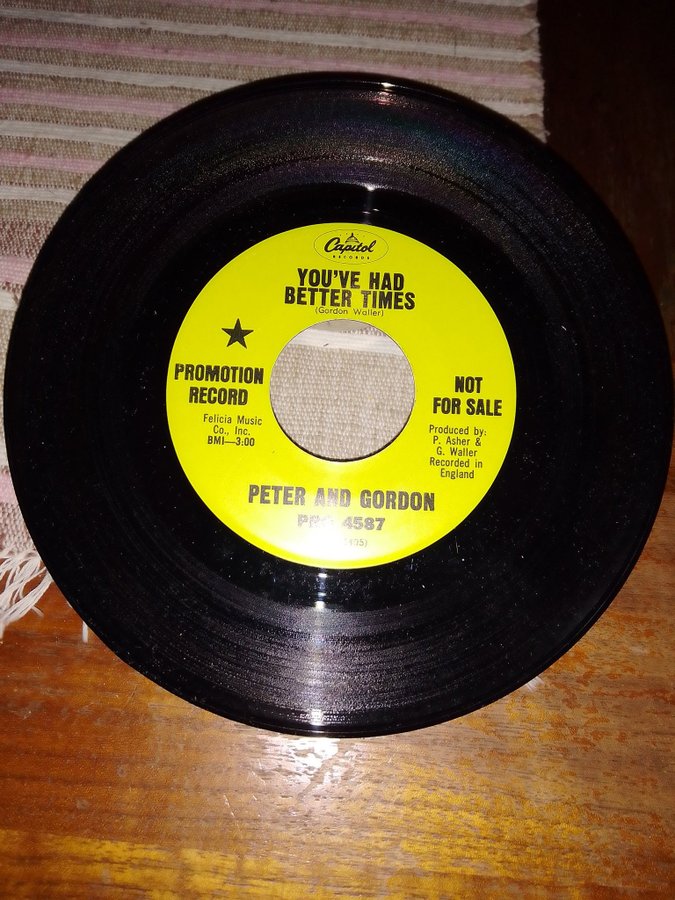 Capitol
RECORDS
YOU'VE HAD
BETTER TIMES
(Gordon Waller)
★
PROMOTION
RECORD
Felicia Music
Co., Inc.
BMI—3:00
NOT
FOR SALE
Produced by:
P. Asher &
G. Waller
Recorded in
England
PETER AND GORDON
4587